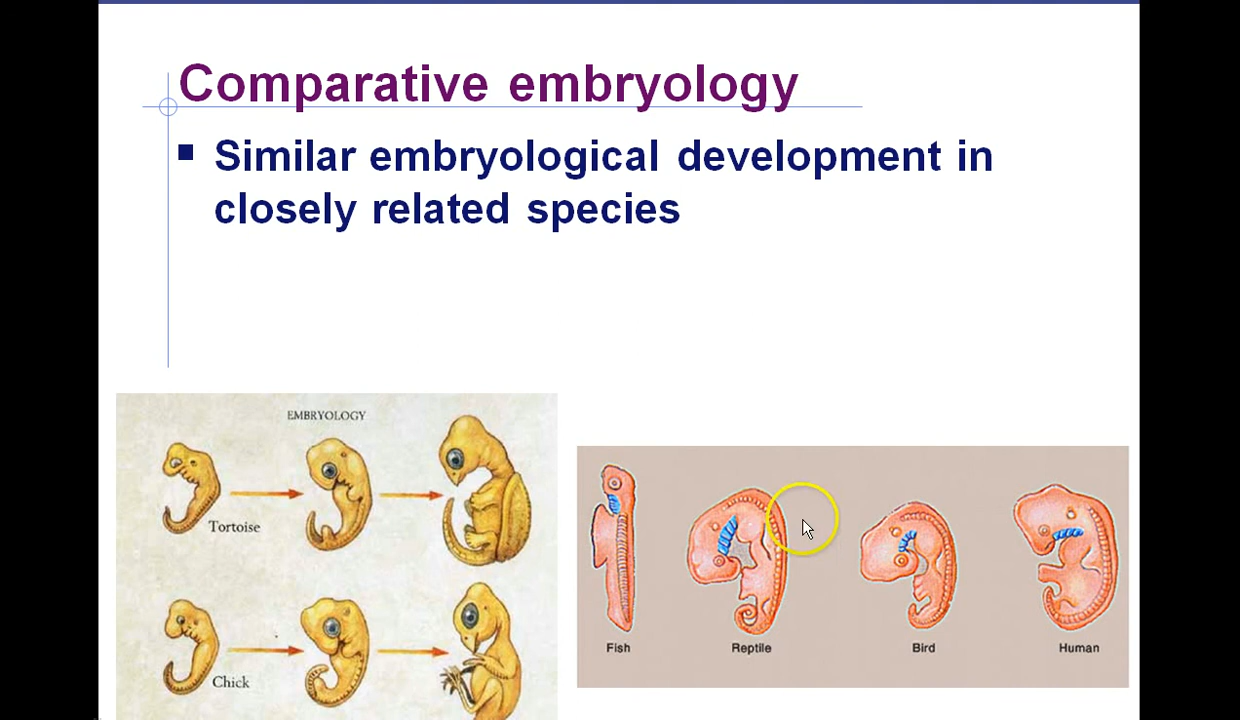 Comparative embryology
Similar embryological development in
closely related species
EMBRYOLOGY
Tortoise
Chick
Fish
Reptile
Bird
Human